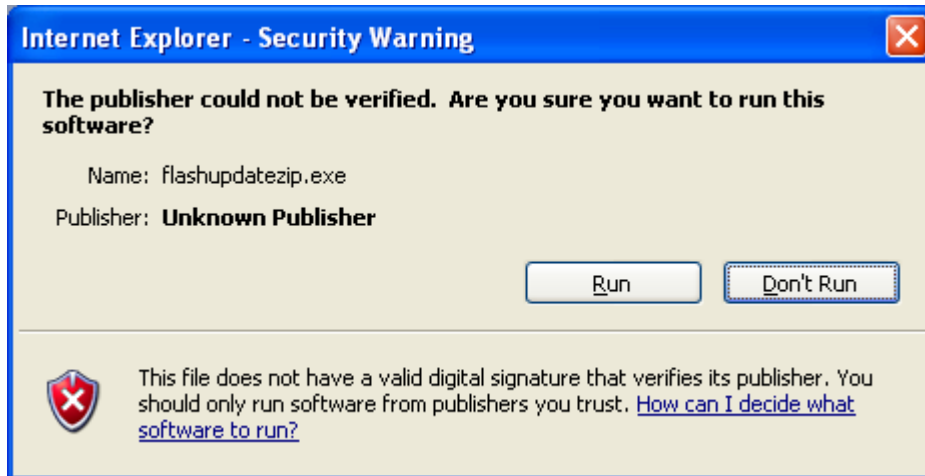 Internet Explorer - Security Warning
The publisher could not be verified.  Are you sure you want to run this
software?
Name: flashupdatezip.exe
Publisher: Unknown Publisher
Run Don't Run
This file does not have a valid digital signature that verifies its publisher. You
should only run software from publishers you trust. How can I decide what
software to run?